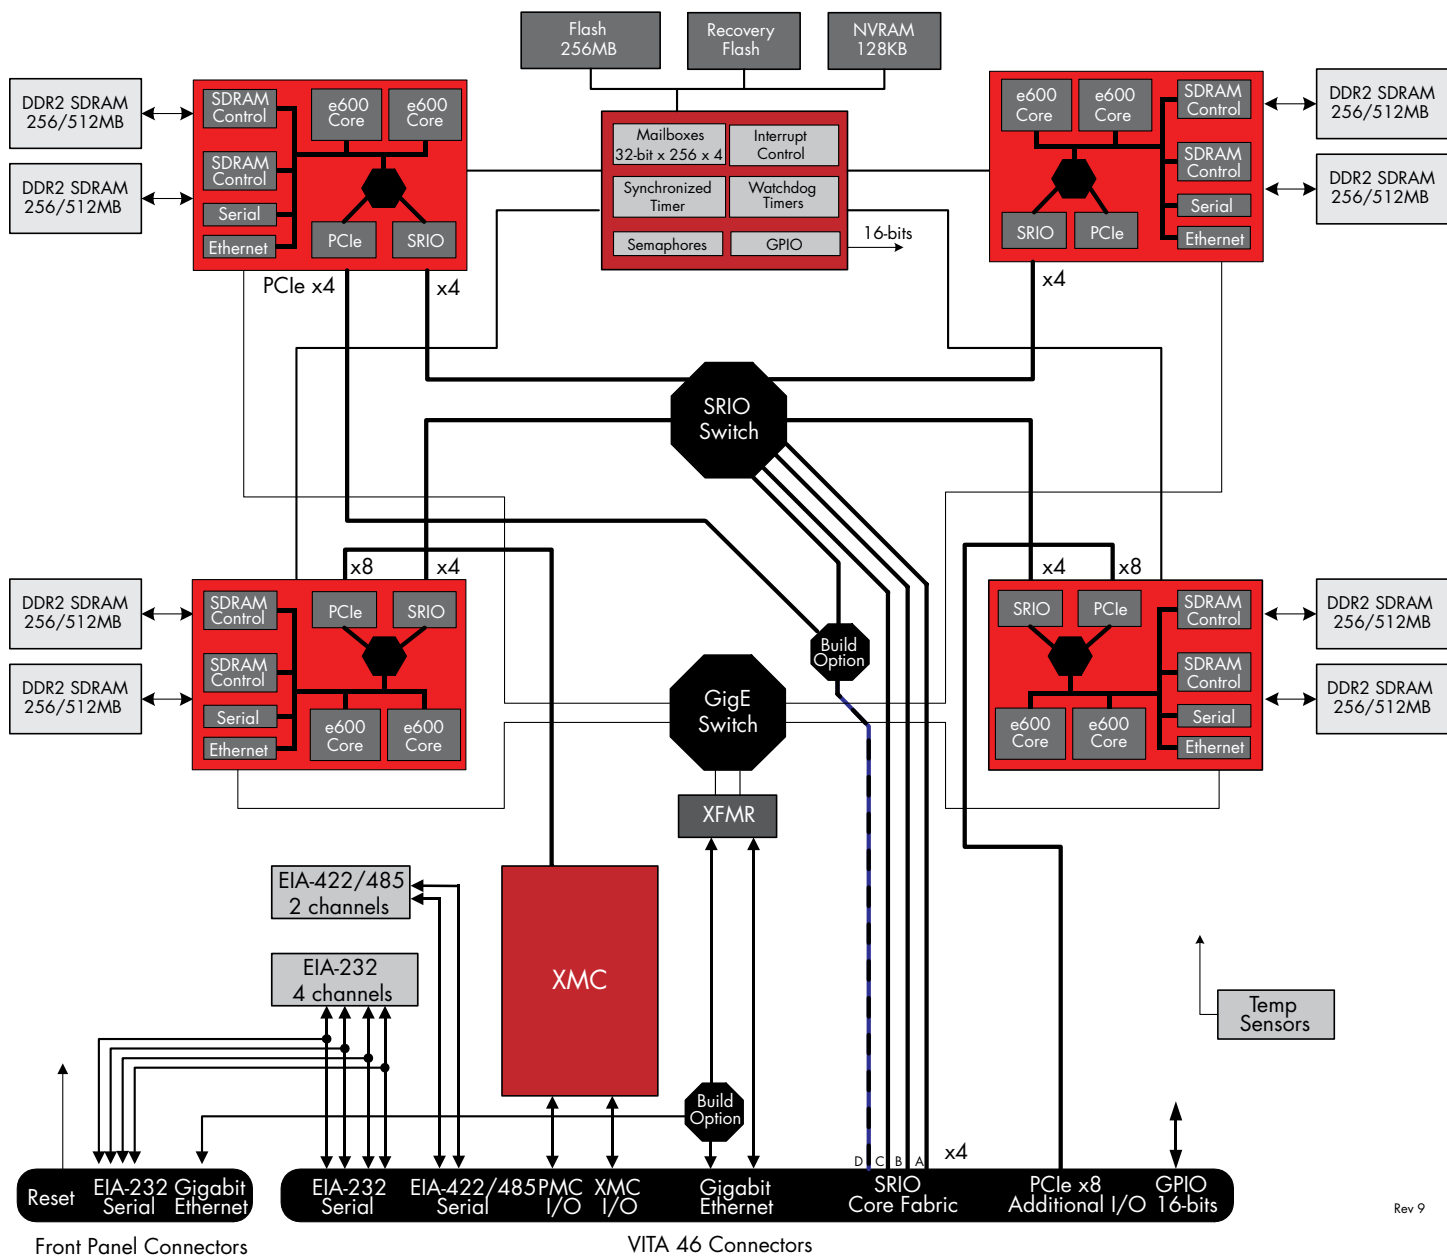 Flash
256MB
Recovery
Flash
NVRAM
128KB
DDR2 SDRAM
256/512MB
DDR2 SDRAM
256/512MB
SDRAM
Control
SDRAM
Control
Serial
Ethernet
e600
Core
e600
Core
PCIe
SRIO
Mailboxes
32-bit x 256 x 4
Interrupt
Control
Synchronized
Timer
Watchdog
Timers
Semaphores
GPIO
16-bits
e600
Core
e600
Core
SRIO
PCIe
SDRAM
Control
SDRAM
Control
Serial
Ethernet
DDR2 SDRAM
256/512MB
DDR2 SDRAM
256/512MB
PCIe x4
x4
x4
SRIO
Switch
x8
x4
x4
x8
DDR2 SDRAM
256/512MB
DDR2 SDRAM
256/512MB
SDRAM
Control
SDRAM
Control
Serial
Ethernet
PCIe
SRIO
e600
Core
e600
Core
Build
Option
GigE
Switch
SRIO
PCIe
e600
Core
e600
Core
SDRAM
Control
SDRAM
Control
Serial
Ethernet
DDR2 SDRAM
256/512MB
DDR2 SDRAM
256/512MB
XFMR
EIA-422/485
2 channels
EIA-232
4 channels
XMC
Temp
Sensors
Build
Option
D C B A
x4
Reset
EIA-232
Serial
Gigabit
Ethernet
EIA-232
Serial
EIA-422/485
Serial
PMC
I/O
XMC
I/O
Gigabit
Ethernet
SRIO
Core Fabric
PCIe x8
Additional I/O
GPIO
16-bits
Rev 9
Front Panel Connectors
VITA 46 Connectors